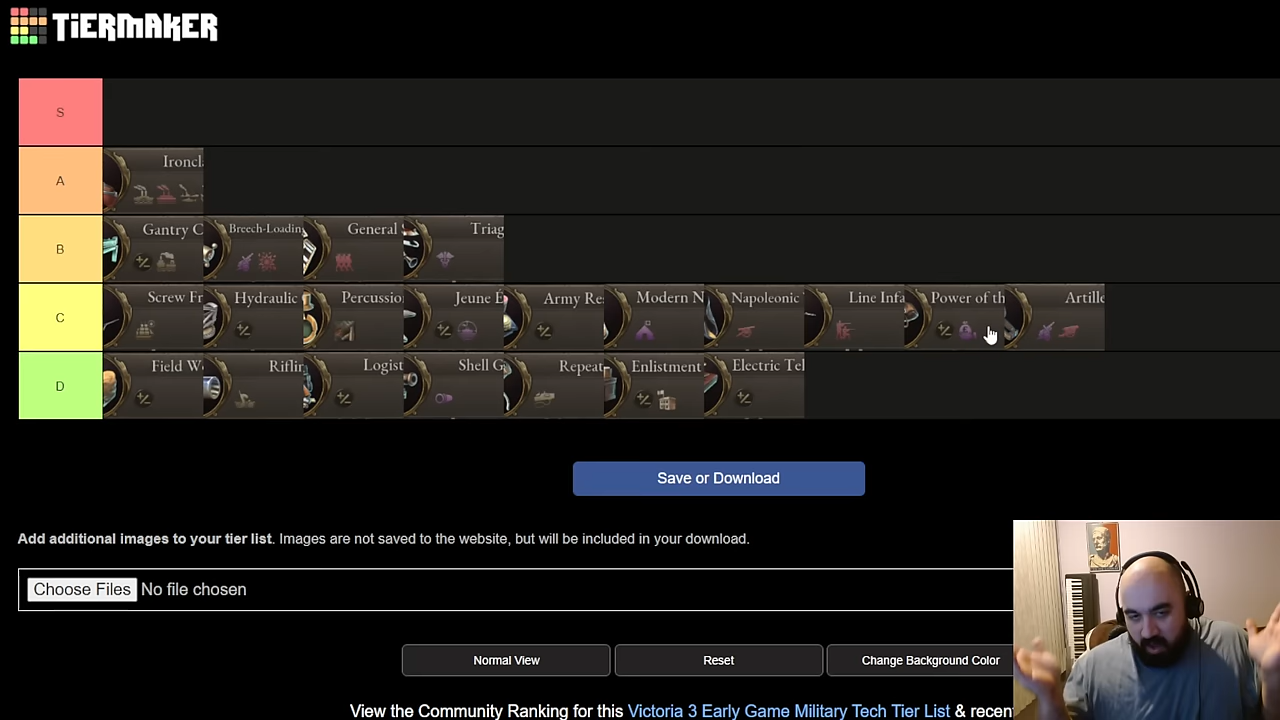 TIERMAKER
S
A
Ironcl
B
Gantry C
Breech-Loadin
General
Triag
C
Screw Fr
Hydraulic
Percussio
Jeune É
Army Re
Modern N
Napoleonic
Line Infa
Power of th
Artille
D
Field W
Riflin
Logist
Shell G
Repeat
Enlistment
Electric Tel
Save or Download
Add additional images to your tier list. Images are not saved to the website, but will be included in your download.
Choose Files No file chosen
Normal View
Reset
Change Background Color
View the Community Ranking for this Victoria 3 Early Game Military Tech Tier List & recen